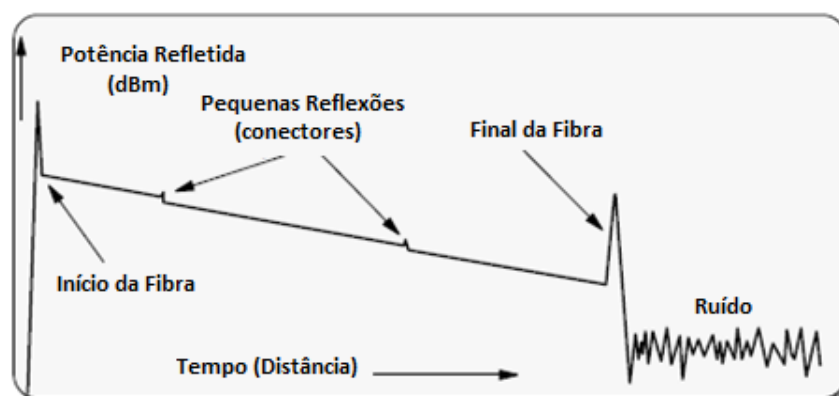 Potência Refletida
(dBm)
Pequenas Reflexões
(conectores)
Final da Fibra
Início da Fibra
Ruído
Tempo (Distância)